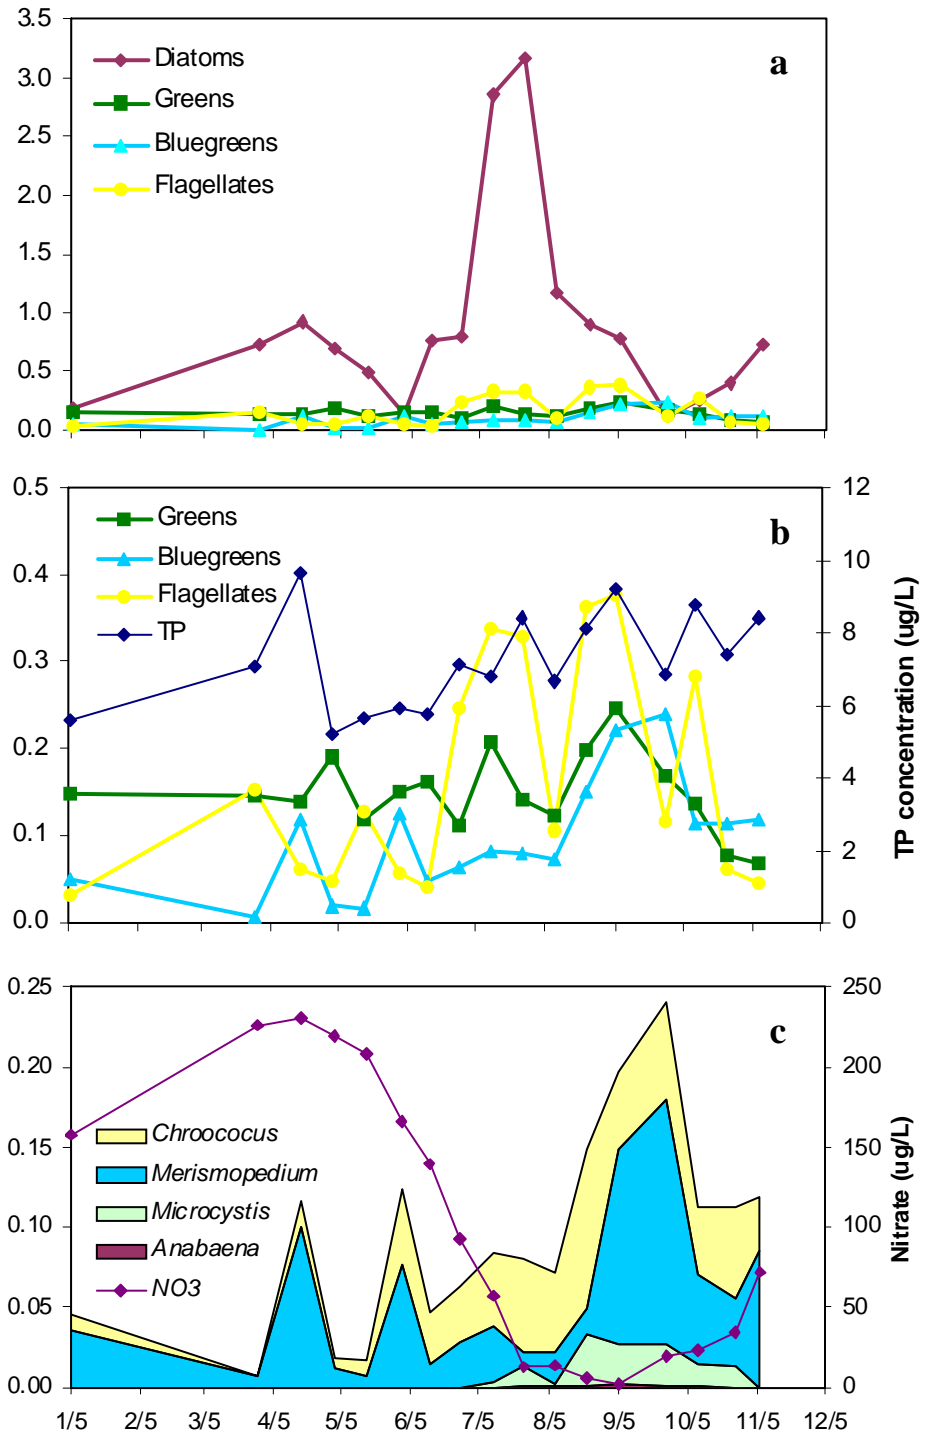 3.5
3.0
2.5
2.0
1.5
1.0
0.5
0.0
Diatoms
Greens
Bluegreens
Flagellates
a
0.5
0.4
0.3
0.2
0.1
0.0
Greens
Bluegreens
Flagellates
TP
b
12
10
8
6
4
2
0
TP concentration (ug/L)
0.25
0.20
0.15
0.10
0.05
0.00
Chroococus
Merismopedium
Microcystis
Anabaena
NO3
c
250
200
150
100
50
0
Nitrate (ug/L)
1/5 2/5 3/5 4/5 5/5 6/5 7/5 8/5 9/5 10/5 11/5 12/5